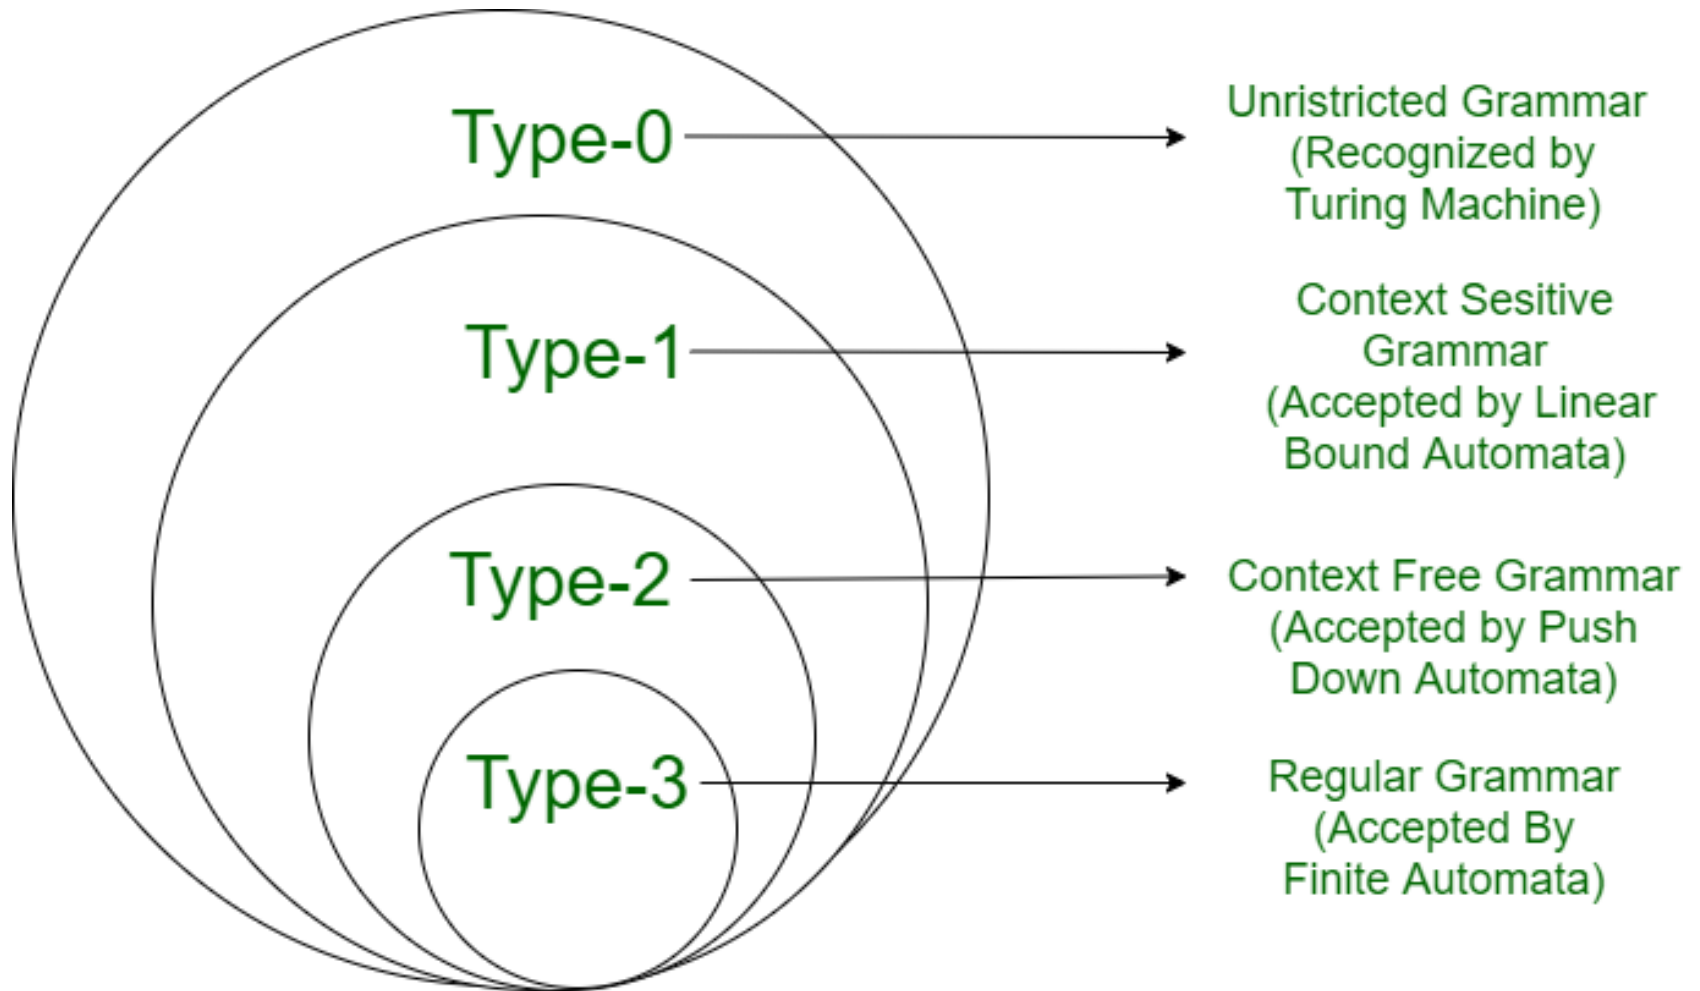 Type-0
Unristricted Grammar
(Recognized by
Turing Machine)
Type-1
Context Sesitive
Grammar
(Accepted by Linear
Bound Automata)
Type-2
Context Free Grammar
(Accepted by Push
Down Automata)
Type-3
Regular Grammar
(Accepted By
Finite Automata)